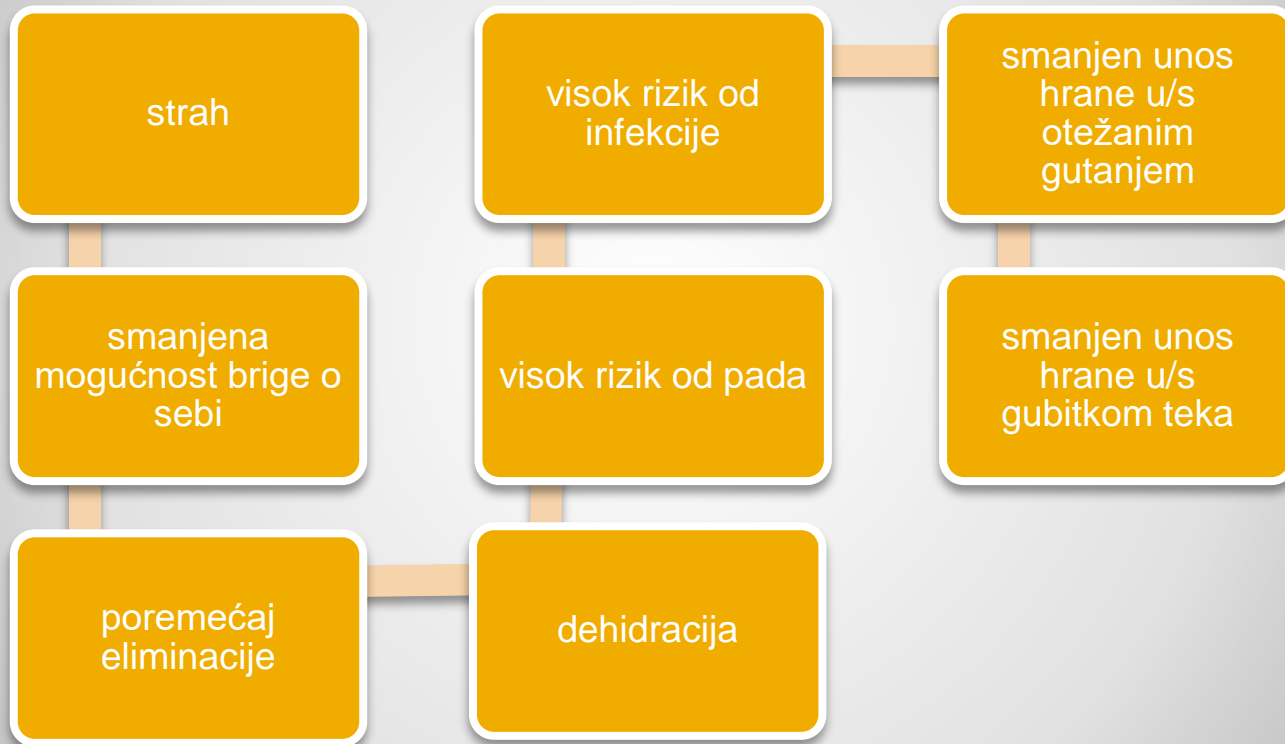 strah
smanjena
mogućnost brige o
sebi
poremećaj
eliminacije
dehidracija
visok rizik od pada
visok rizik od
infekcije
smanjen unos
hrane u/s
otežanim
gutanjem
smanjen unos
hrane u/s
gubitkom teka